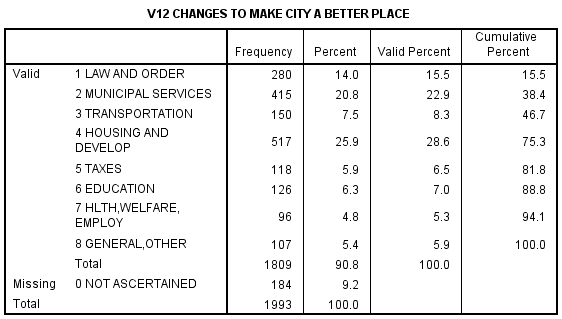 V12 CHANGES TO MAKE CITY A BETTER PLACE
Frequency Percent Valid Percent Cumulative Percent
Valid 1 LAW AND ORDER 280 14.0 15.5 15.5
2 MUNICIPAL SERVICES 415 20.8 22.9 38.4
3 TRANSPORTATION 150 7.5 8.3 46.7
4 HOUSING AND DEVELOP 517 25.9 28.6 75.3
5 TAXES 118 5.9 6.5 81.8
6 EDUCATION 126 6.3 7.0 88.8
7 HLTH,WELFARE, EMPLOY 96 4.8 5.3 94.1
8 GENERAL,OTHER 107 5.4 5.9 100.0
Total 1809 90.8 100.0
Missing 0 NOT ASCERTAINED 184 9.2
Total 1993 100.0